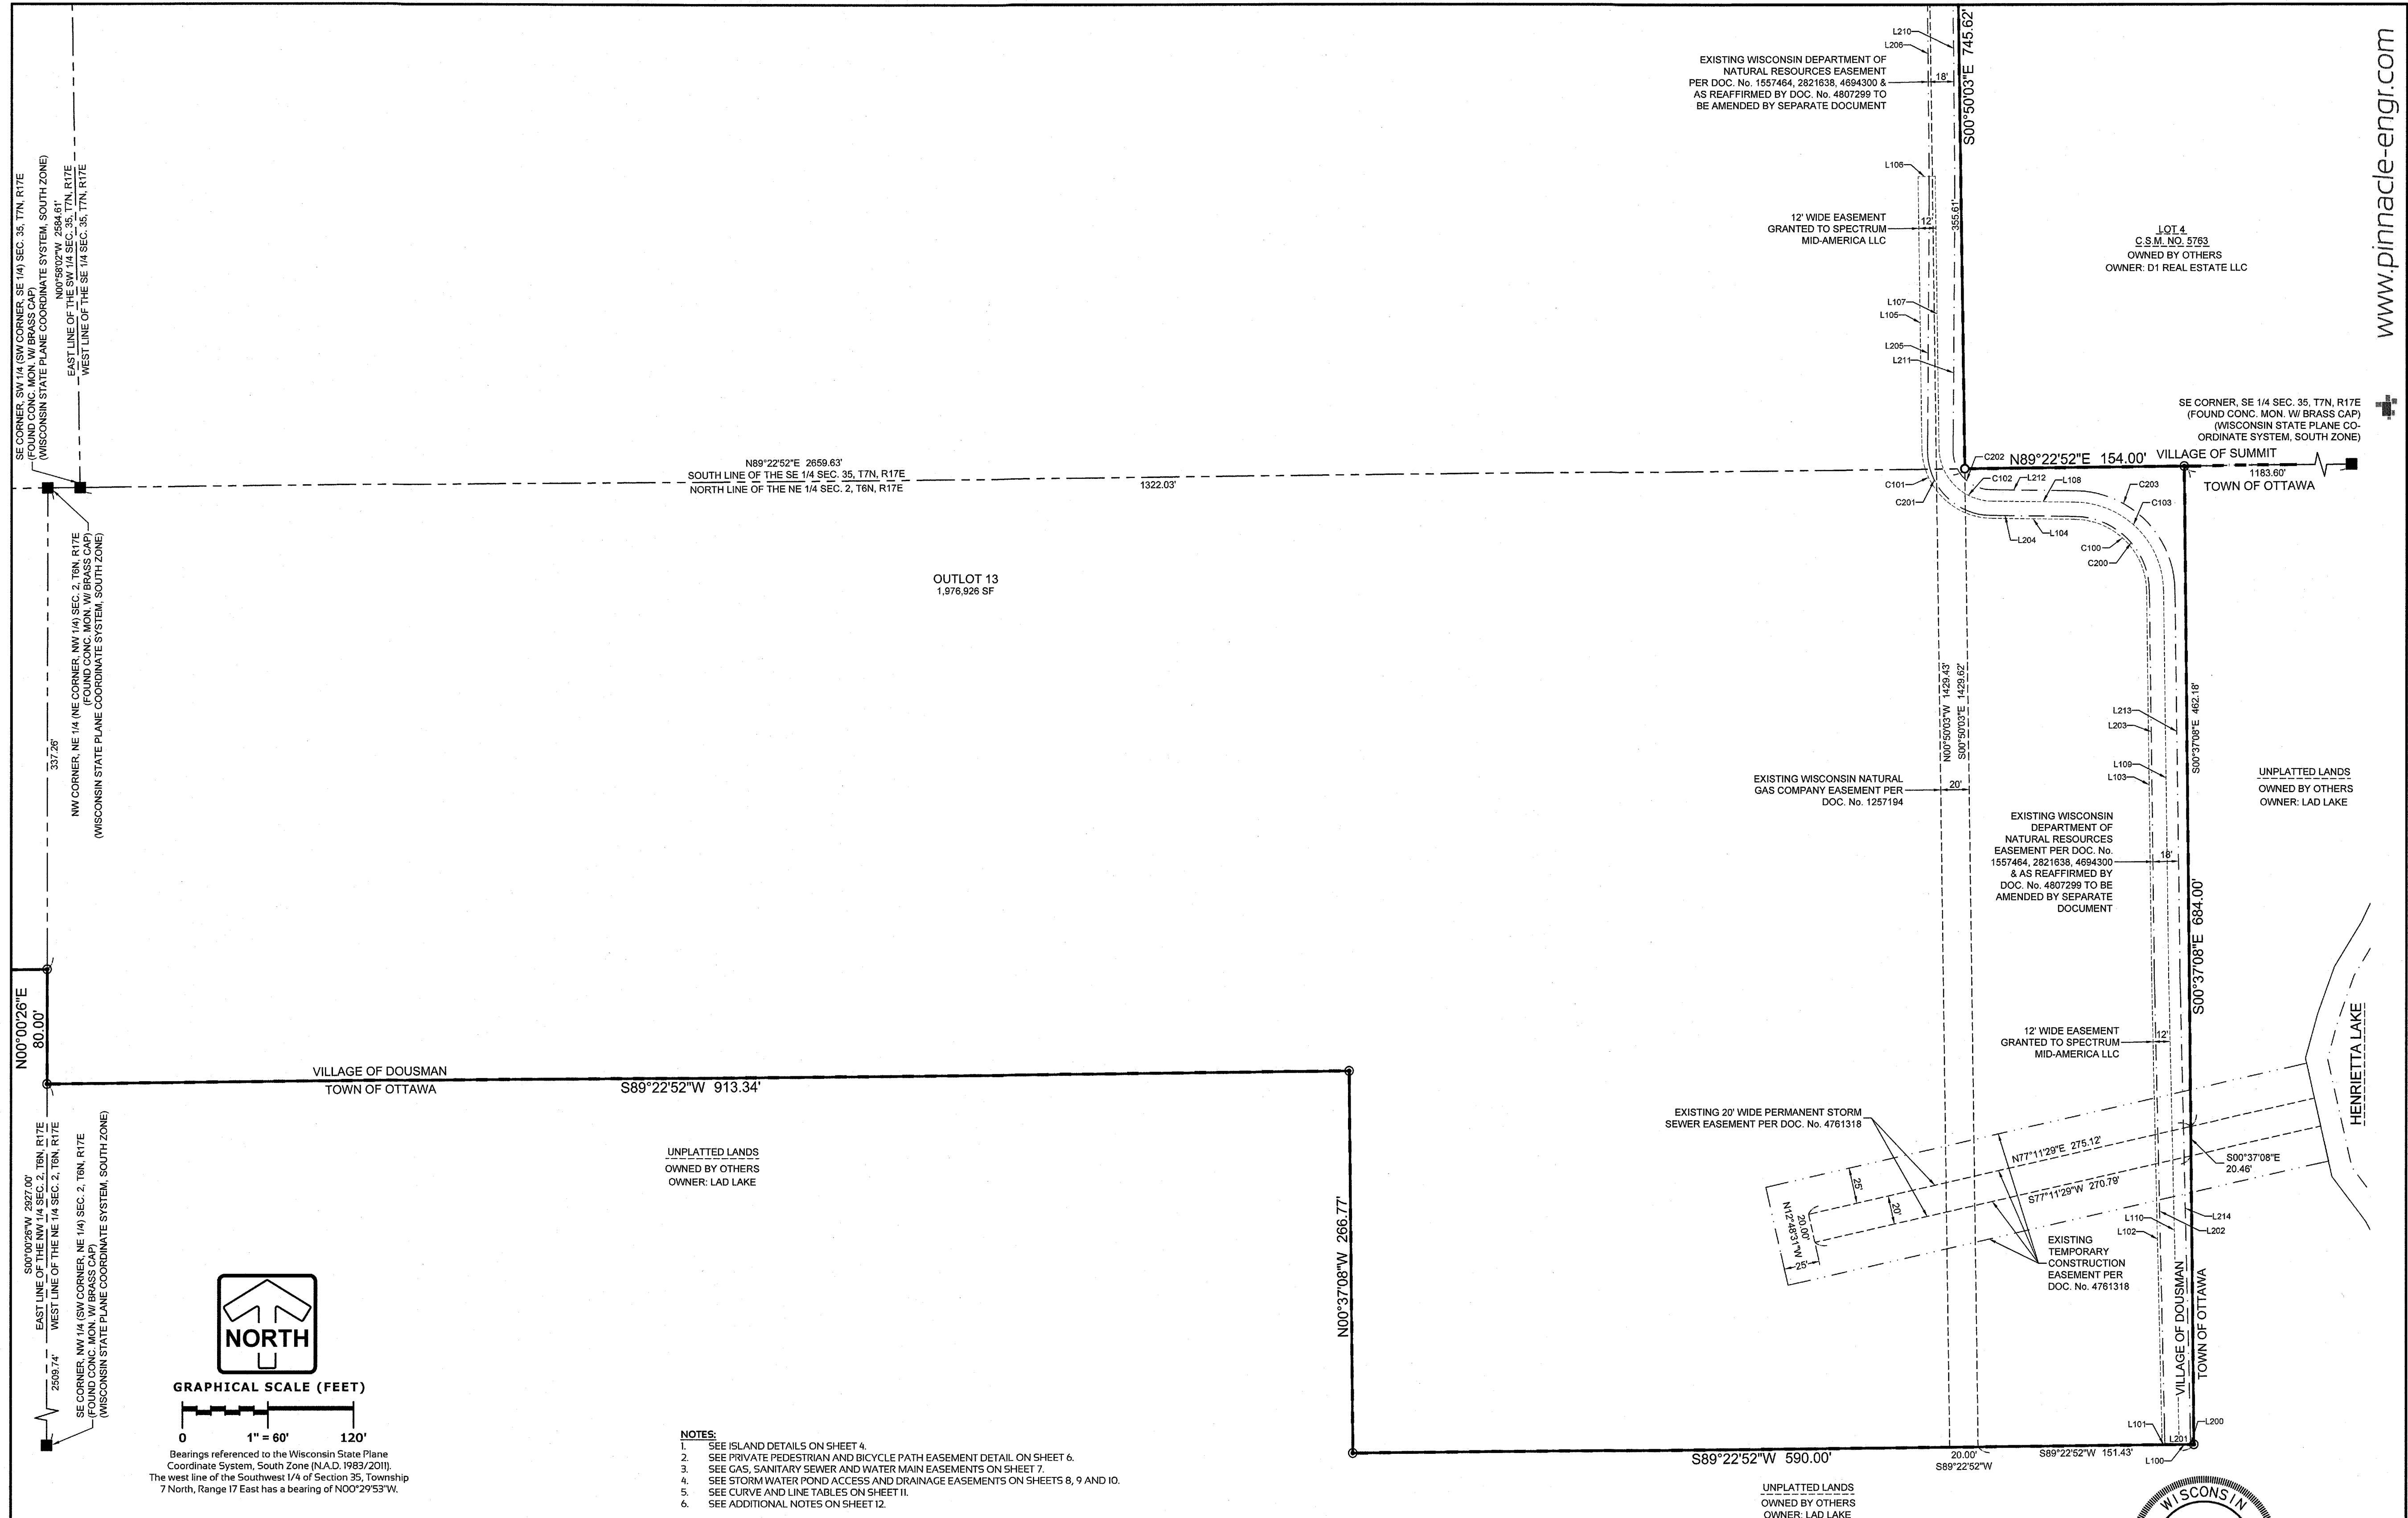 L210
L206
EXISTING WISCONSIN DEPARTMENT OF
NATURAL RESOURCES EASEMENT
PER DOC. No. 1557464, 2821638, 4694300 &
AS REAFFIRMED BY DOC. No. 4807299 TO
BE AMENDED BY SEPARATE DOCUMENT
18'
S00°50'03"E 745.62'
www.pinnacle-engr.com
L106
12' WIDE EASEMENT
GRANTED TO SPECTRUM
MID-AMERICA LLC
12'
355.61'
LOT 4
C.S.M. NO. 5763
OWNED BY OTHERS
OWNER: D1 REAL ESTATE LLC
L107
L105
L205
L211
SE CORNER, SW 1/4 (SW CORNER, SE 1/4) SEC. 35, T7N, R17E
(FOUND CONC. MON. W/ BRASS CAP)
(WISCONSIN STATE PLANE COORDINATE SYSTEM, SOUTH ZONE)
N00°58'02"W 2584.61'
EAST LINE OF THE SW 1/4 SEC. 35, T7N, R17E
WEST LINE OF THE SE 1/4 SEC. 35, T7N, R17E
SE CORNER, SE 1/4 SEC. 35, T7N, R17E
(FOUND CONC. MON. W/ BRASS CAP)
(WISCONSIN STATE PLANE CO-
ORDINATE SYSTEM, SOUTH ZONE)
N89°22'52"E 2659.63'
SOUTH LINE OF THE SE 1/4 SEC. 35, T7N, R17E
NORTH LINE OF THE NE 1/4 SEC. 2, T6N, R17E
1322.03'
C202
N89°22'52"E 154.00'
VILLAGE OF SUMMIT
1183.60'
TOWN OF OTTAWA
C101
C201
C102
L212
L108
C203
C103
L204
L104
C100
C200
NW CORNER, NE 1/4 (NE CORNER, NW 1/4) SEC. 2, T6N, R17E
(FOUND CONC. MON. W/ BRASS CAP)
(WISCONSIN STATE PLANE COORDINATE SYSTEM, SOUTH ZONE)
337.26'
OUTLOT 13
1,976,926 SF
N00°50'03"W 1429.43'
S00°50'03"E 1429.62'
L213
L203
L109
L103
S00°37'08"E 462.18'
EXISTING WISCONSIN NATURAL
GAS COMPANY EASEMENT PER
DOC. No. 1257194
20'
UNPLATTED LANDS
OWNED BY OTHERS
OWNER: LAD LAKE
EXISTING WISCONSIN
DEPARTMENT OF
NATURAL RESOURCES
EASEMENT PER DOC. No.
1557464, 2821638, 4694300
& AS REAFFIRMED BY
DOC. No. 4807299 TO BE
AMENDED BY SEPARATE
DOCUMENT
18'
S00°37'08"E 684.00'
N00°00'26"E
80.00'
12' WIDE EASEMENT
GRANTED TO SPECTRUM
MID-AMERICA LLC
12'
HENRIETTA LAKE
VILLAGE OF DOUSMAN
TOWN OF OTTAWA
S89°22'52"W 913.34'
EXISTING 20' WIDE PERMANENT STORM
SEWER EASEMENT PER DOC. No. 4761318
N77°11'29"E 275.12'
S77°11'29"W 270.79'
S00°37'08"E
20.46'
25'
20'
N12°48'31"W
20.00'
25'
L110
L102
L214
L202
EXISTING
TEMPORARY
CONSTRUCTION
EASEMENT PER
DOC. No. 4761318
UNPLATTED LANDS
OWNED BY OTHERS
OWNER: LAD LAKE
S00°00'26"W 2927.00'
EAST LINE OF THE NW 1/4 SEC. 2, T6N, R17E
WEST LINE OF THE NE 1/4 SEC. 2, T6N, R17E
2509.74'
SE CORNER, NW 1/4 (SW CORNER, NE 1/4) SEC. 2, T6N, R17E
(FOUND CONC. MON. W/ BRASS CAP)
(WISCONSIN STATE PLANE COORDINATE SYSTEM, SOUTH ZONE)
N00°37'08"W 266.77'
VILLAGE OF DOUSMAN
TOWN OF OTTAWA
NORTH
GRAPHICAL SCALE (FEET)
0 1" = 60' 120'
Bearings referenced to the Wisconsin State Plane
Coordinate System, South Zone (N.A.D. 1983/2011).
The west line of the Southwest 1/4 of Section 35, Township
7 North, Range 17 East has a bearing of N00°29'53"W.
NOTES:
1. SEE ISLAND DETAILS ON SHEET 4.
2. SEE PRIVATE PEDESTRIAN AND BICYCLE PATH EASEMENT DETAIL ON SHEET 6.
3. SEE GAS, SANITARY SEWER AND WATER MAIN EASEMENTS ON SHEET 7.
4. SEE STORM WATER POND ACCESS AND DRAINAGE EASEMENTS ON SHEETS 8, 9 AND 10.
5. SEE CURVE AND LINE TABLES ON SHEET 11.
6. SEE ADDITIONAL NOTES ON SHEET 12.
L101
L200
L201
L100
S89°22'52"W 590.00'
20.00'
S89°22'52"W
S89°22'52"W 151.43'
UNPLATTED LANDS
OWNED BY OTHERS
OWNER: LAD LAKE
WISCONSIN